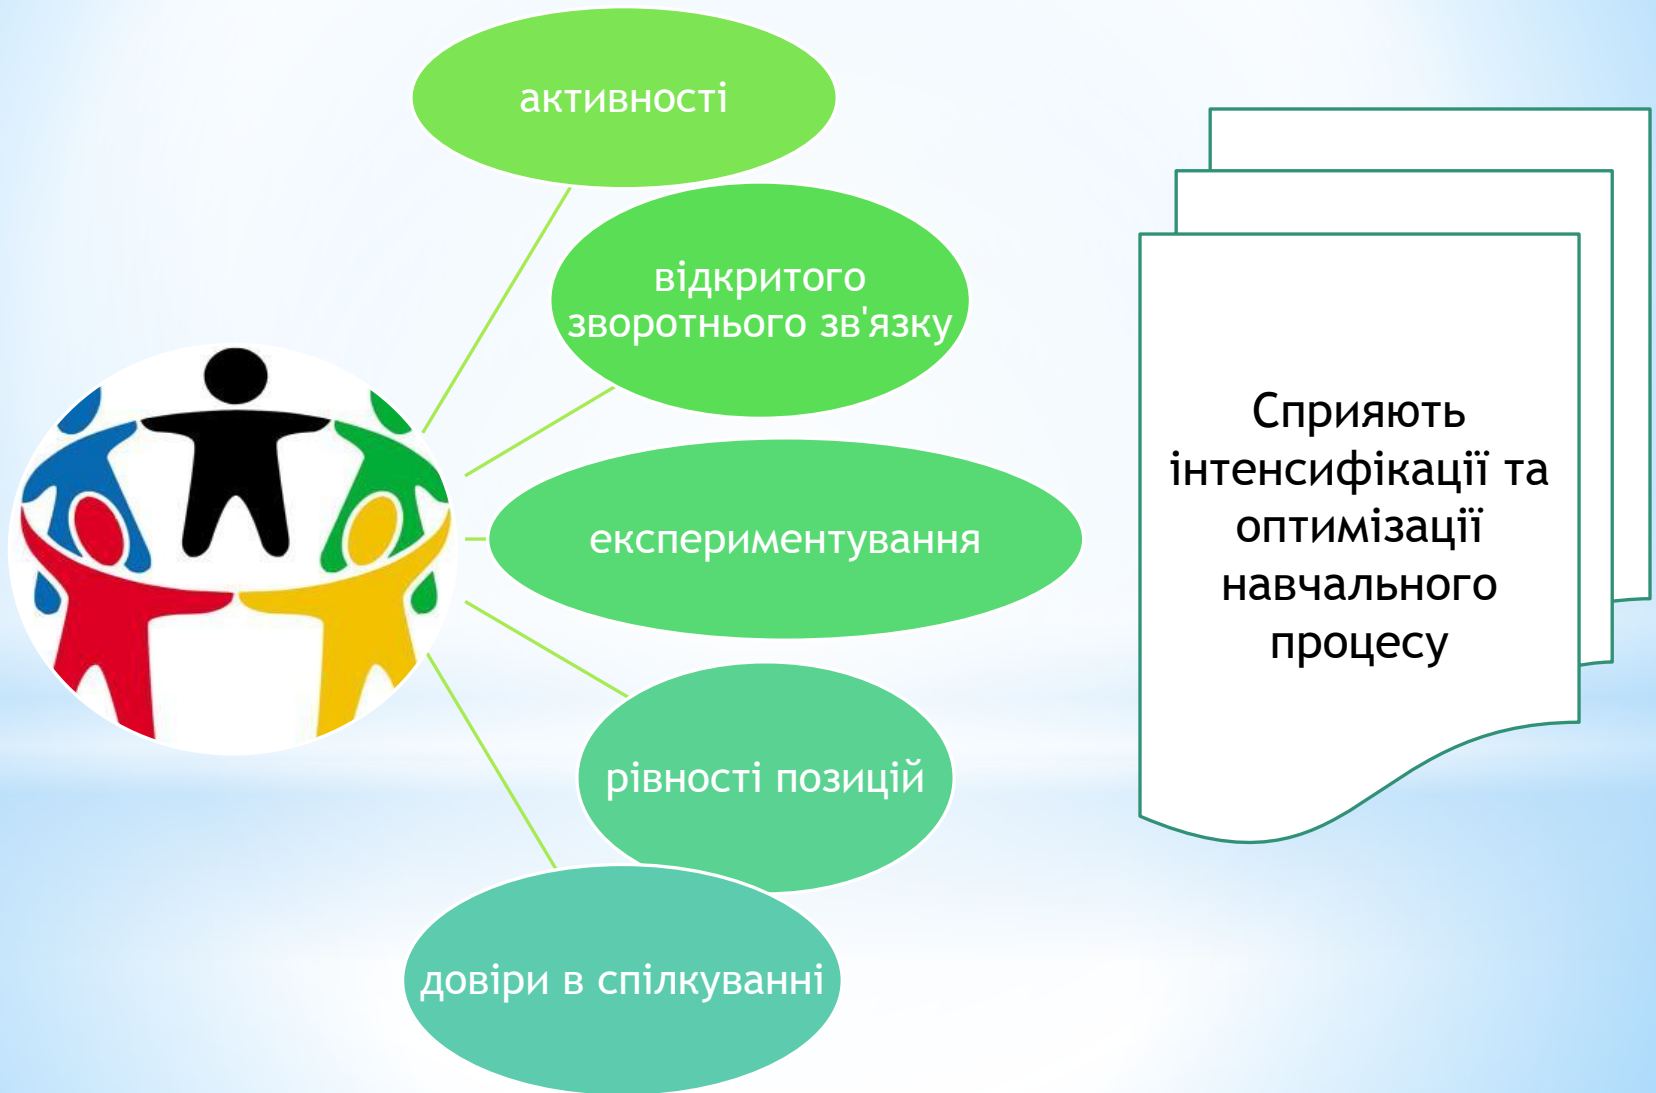 активності
відкритого
зворотнього зв'язку
експериментування
рівності позицій
довіри в спілкуванні
Сприяють
інтенсифікації та
оптимізації
навчального
процесу